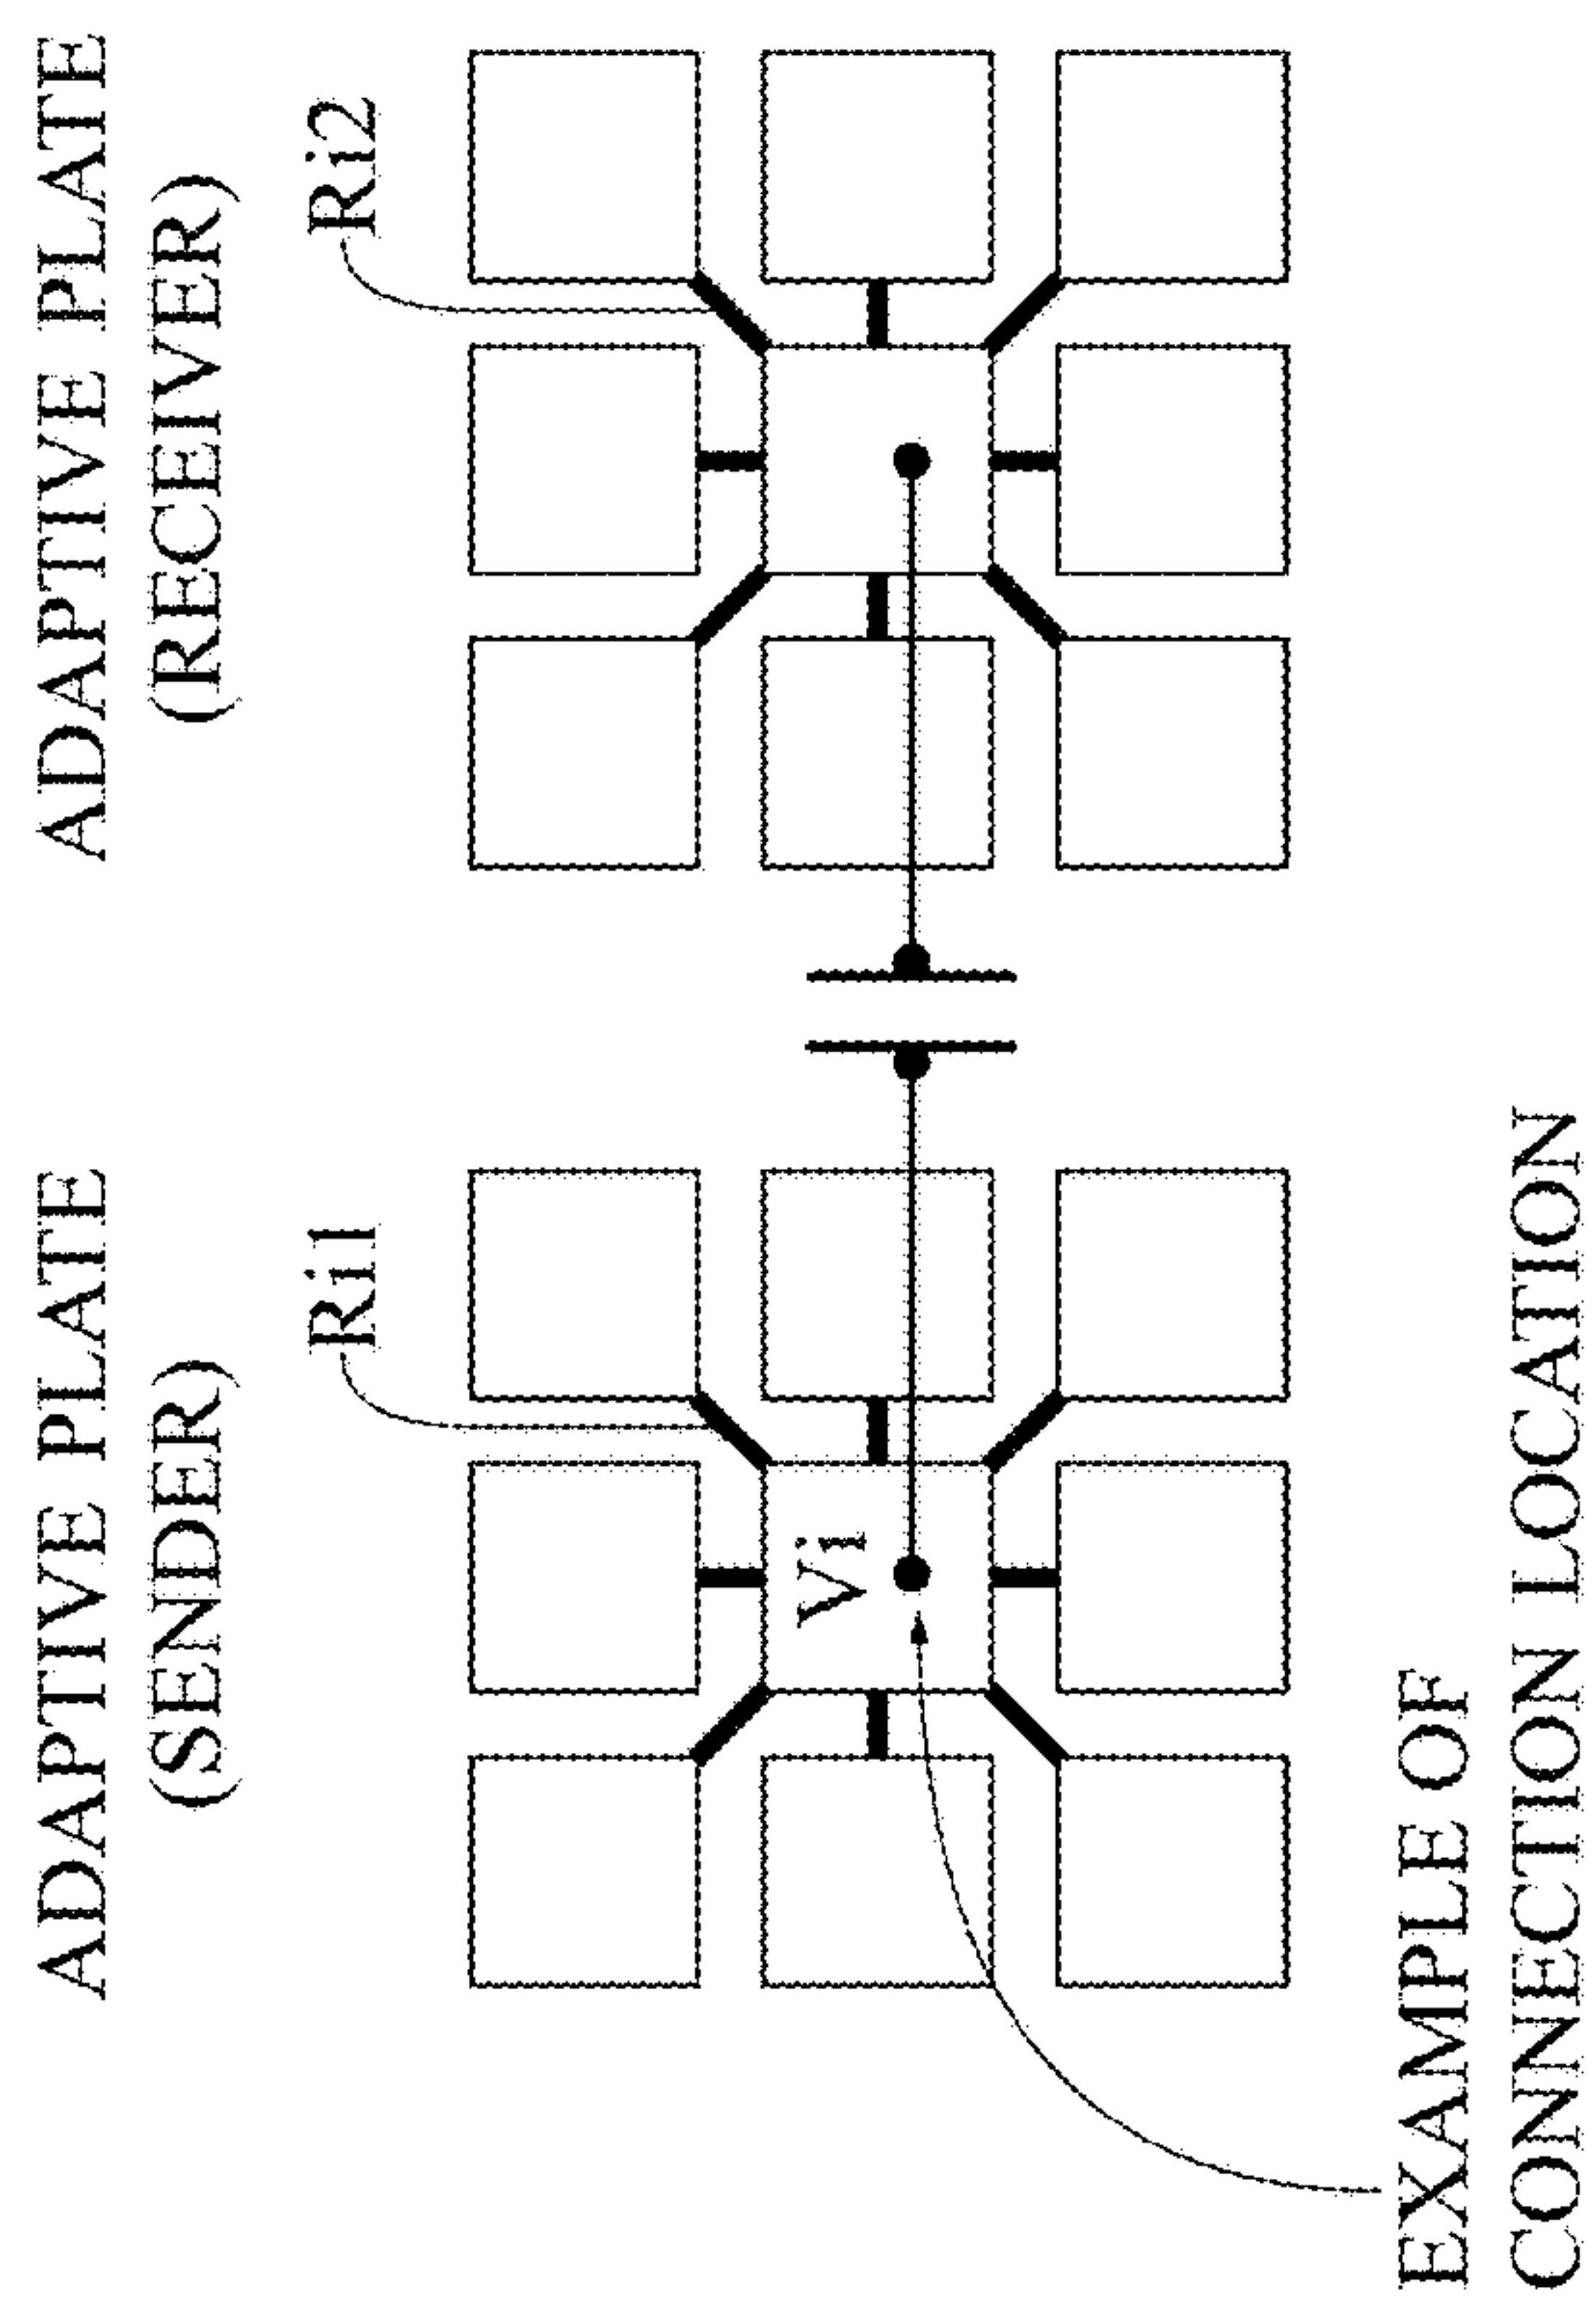 ADAPTIVE PLATE
(SENDER)
ADAPTIVE PLATE
(RECEIVER)
Ri1
Ri2
Vi
EXAMPLE OF
CONNECTION LOCATION